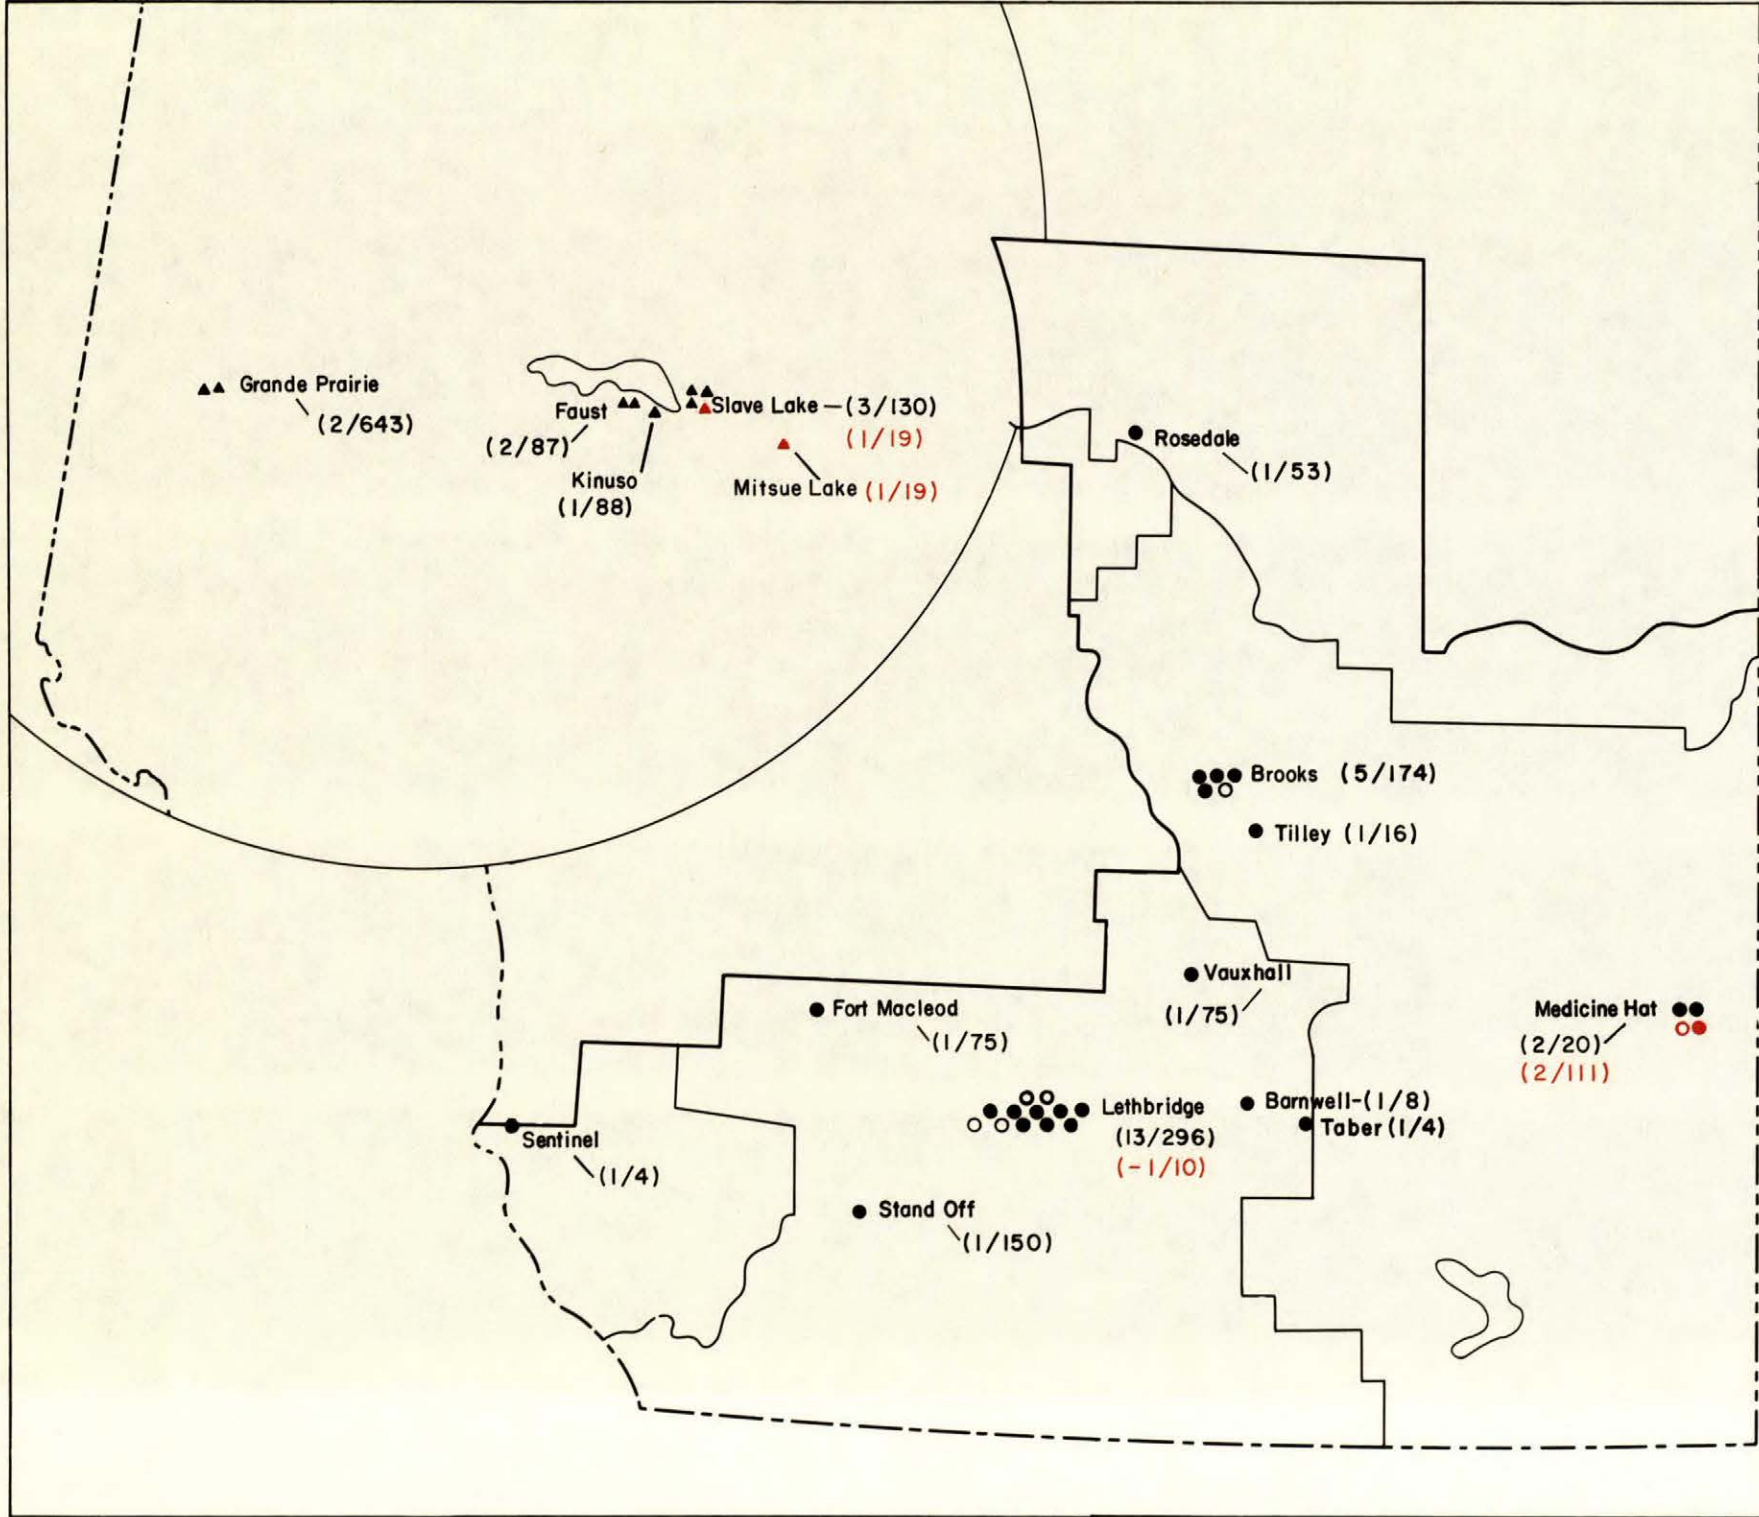 Grande Prairie
(2/643)
Faust
(2/87)
Kinuso
(1/88)
Slave Lake – (3/130)
(1/19)
Mitsue Lake (1/19)
Rosedale
(1/53)
Brooks (5/174)
Tilley (1/16)
Vauxhall
(1/75)
Fort Macleod
(1/75)
Medicine Hat
(2/20)
(2/111)
Lethbridge
(13/296)
(-1/10)
Barnwell-(1/8)
Taber (1/4)
Sentinel
(1/4)
Stand Off
(1/150)